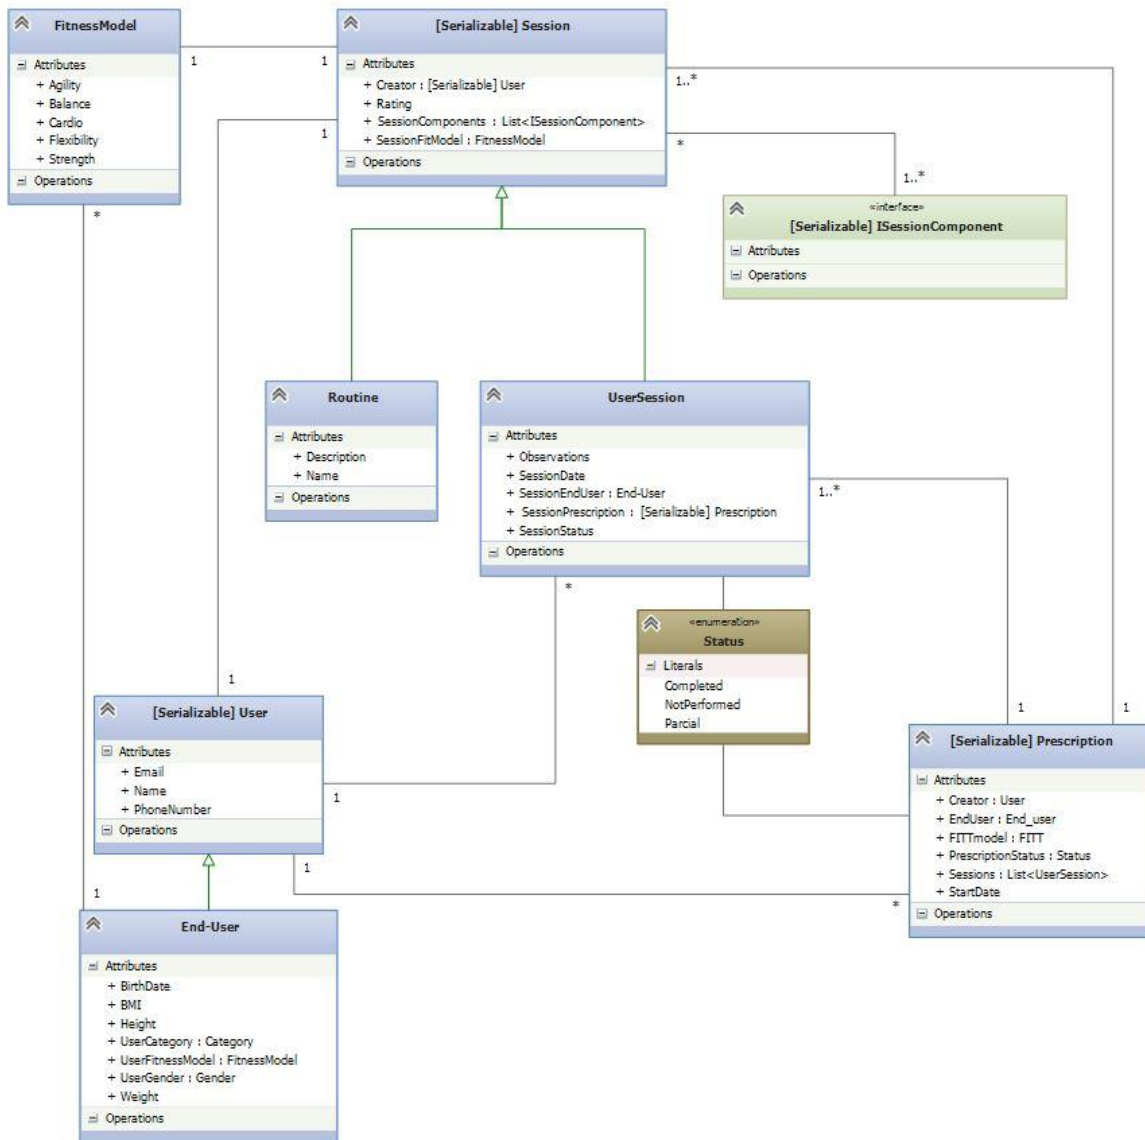 FitnessModel
Attributes
+ Agility
+ Balance
+ Cardio
+ Flexibility
+ Strength
Operations
1
1
[Serializable] Session
Attributes
+ Creator : [Serializable] User
+ Rating
+ SessionComponents : List<ISessionComponent>
+ SessionFitModel : FitnessModel
Operations
1..*
*
1
1..*
*
«interface»
[Serializable] ISessionComponent
Attributes
Operations
Routine
Attributes
+ Description
+ Name
Operations
UserSession
Attributes
+ Observations
+ SessionDate
+ SessionEndUser : End-User
+ SessionPrescription : [Serializable] Prescription
+ SessionStatus
Operations
1..*
*
«enumeration»
Status
Literals
Completed
NotPerformed
Parcial
1
[Serializable] User
Attributes
+ Email
+ Name
+ PhoneNumber
Operations
1
1
1
1
1
[Serializable] Prescription
Attributes
+ Creator : User
+ EndUser : End_user
+ FITTmodel : FITT
+ PrescriptionStatus : Status
+ Sessions : List<UserSession>
+ StartDate
Operations
*
End-User
Attributes
+ BirthDate
+ BMI
+ Height
+ UserCategory : Category
+ UserFitnessModel : FitnessModel
+ UserGender : Gender
+ Weight
Operations